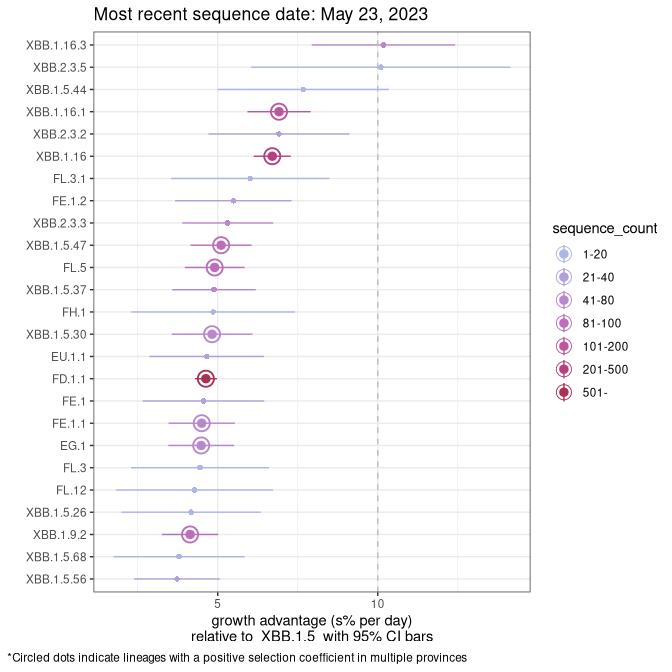 Most recent sequence date: May 23, 2023
XBB.1.16.3
XBB.2.3.5
XBB.1.5.44
XBB.1.16.1
XBB.2.3.2
XBB.1.16
FL.3.1
FE.1.2
XBB.2.3.3
XBB.1.5.47
FL.5
XBB.1.5.37
FH.1
XBB.1.5.30
EU.1.1
FD.1.1
FE.1
FE.1.1
EG.1
FL.3
FL.12
XBB.1.5.26
XBB.1.9.2
XBB.1.5.68
XBB.1.5.56
5 10
growth advantage (s% per day)
relative to XBB.1.5 with 95% CI bars
sequence_count
1-20
21-40
41-80
81-100
101-200
201-500
501-
*Circled dots indicate lineages with a positive selection coefficient in multiple provinces